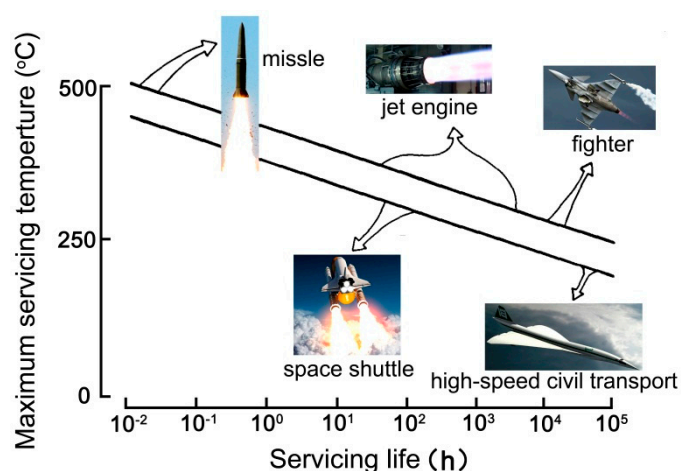 Maximum servicing temperture (°C)
500
250
0
missle
jet engine
fighter
space shuttle
high-speed civil transport
10⁻² 10⁻¹ 10⁰ 10¹ 10² 10³ 10⁴ 10⁵
Servicing life (h)